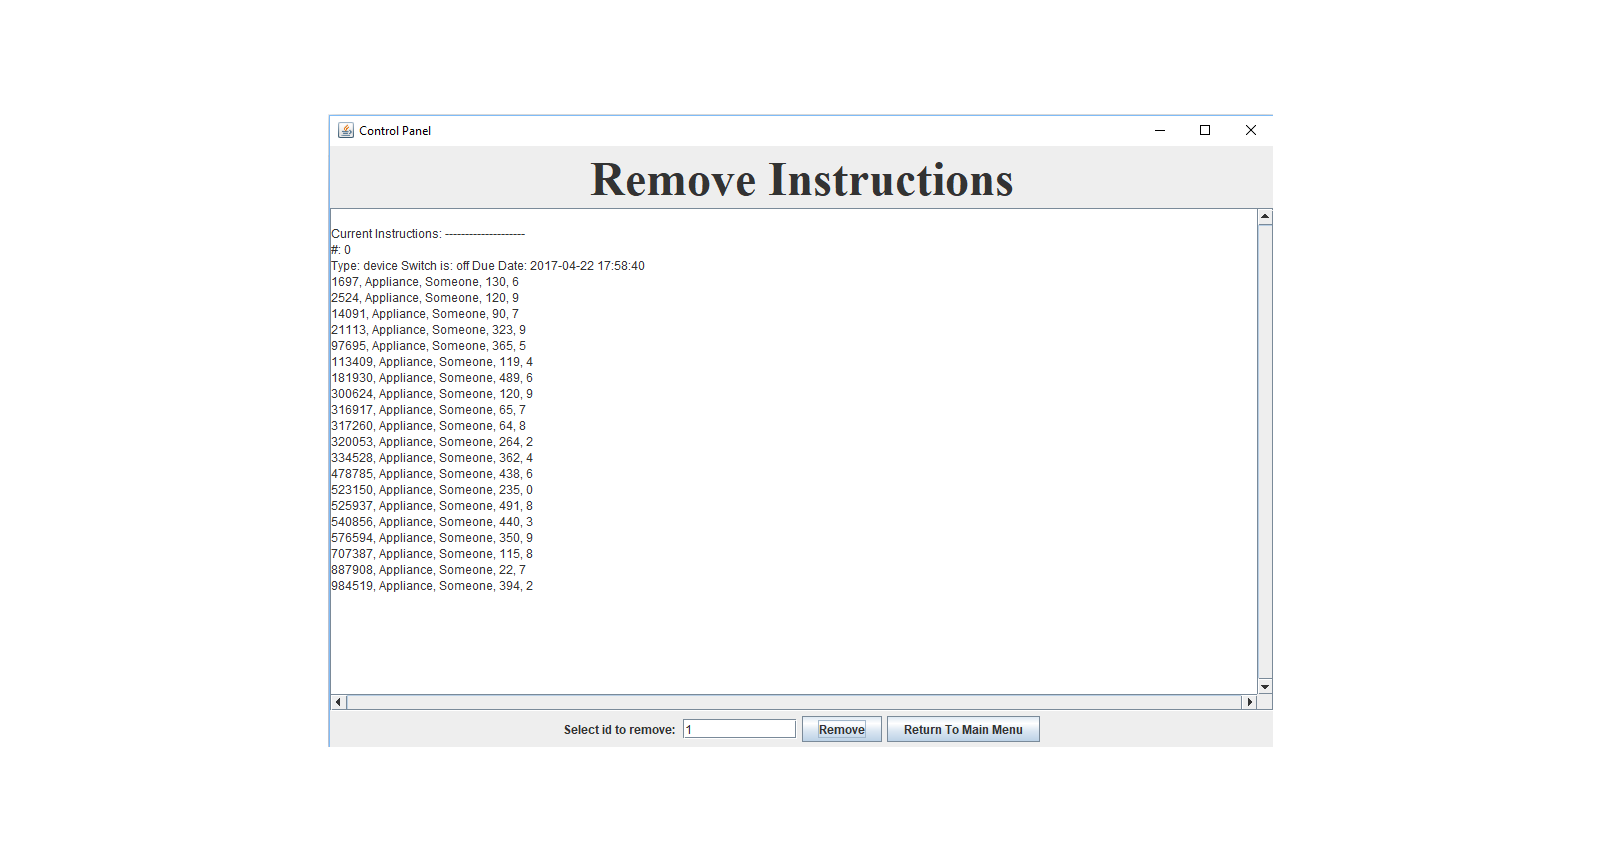 Control Panel
Remove Instructions
Current Instructions: --------------------
#: 0
Type: device Switch is: off Due Date: 2017-04-22 17:58:40
1697, Appliance, Someone, 130, 6
2524, Appliance, Someone, 120, 9
14091, Appliance, Someone, 90, 7
21113, Appliance, Someone, 323, 9
97695, Appliance, Someone, 365, 5
113409, Appliance, Someone, 119, 4
181930, Appliance, Someone, 489, 6
300624, Appliance, Someone, 120, 9
316917, Appliance, Someone, 65, 7
317260, Appliance, Someone, 64, 8
320053, Appliance, Someone, 264, 2
334528, Appliance, Someone, 362, 4
478785, Appliance, Someone, 438, 6
523150, Appliance, Someone, 235, 0
525937, Appliance, Someone, 491, 8
540856, Appliance, Someone, 440, 3
576594, Appliance, Someone, 350, 9
707387, Appliance, Someone, 115, 8
887908, Appliance, Someone, 22, 7
984519, Appliance, Someone, 394, 2
Select id to remove: 1 Remove Return To Main Menu